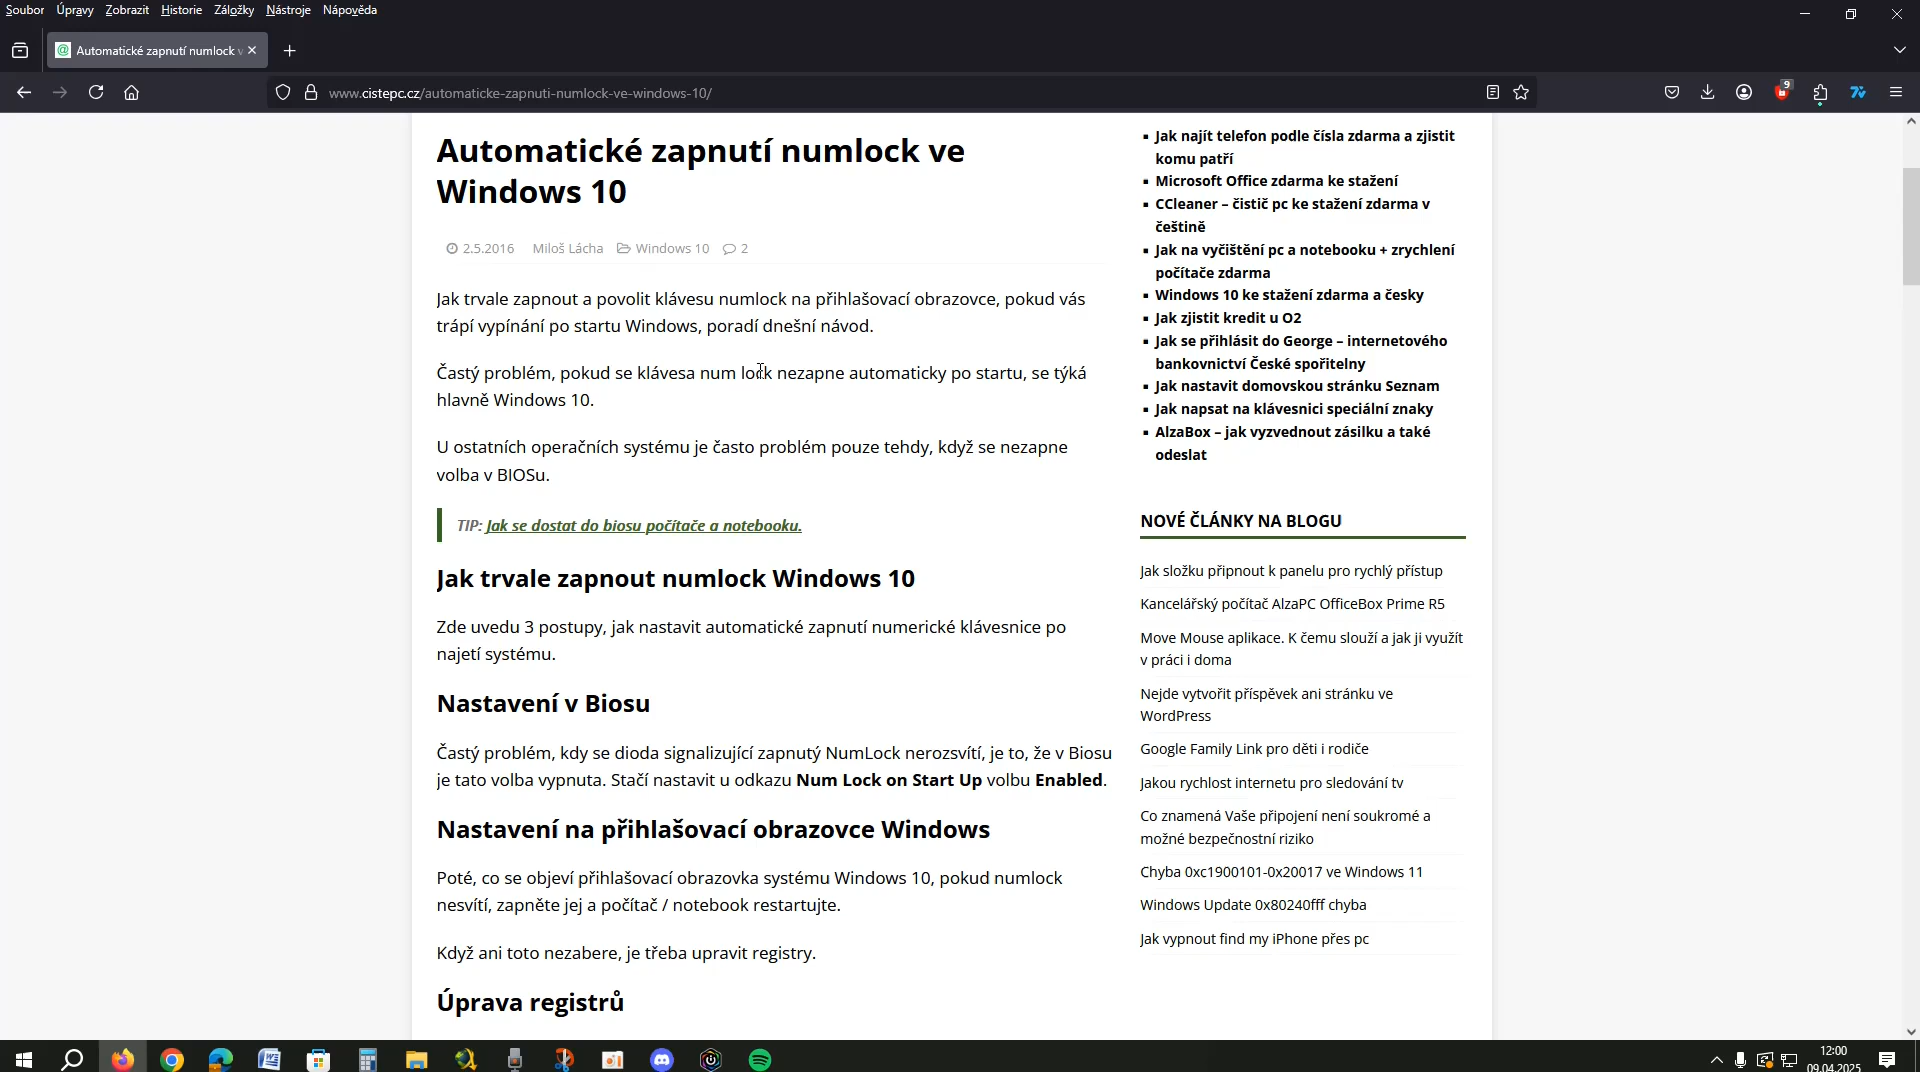 Soubor Úpravy Zobrazit Historie Záložky Nástroje Nápověda
Automatické zapnutí numlock v
www.cistepc.cz/automaticke-zapnuti-numlock-ve-windows-10/
9
Automatické zapnutí numlock ve
Windows 10
2.5.2016 Miloš Lácha Windows 10 2
Jak trvale zapnout a povolit klávesu numlock na přihlašovací obrazovce, pokud vás
trápí vypínání po startu Windows, poradí dnešní návod.
Častý problém, pokud se klávesa num lock nezapne automaticky po startu, se týká
hlavně Windows 10.
U ostatních operačních systému je často problém pouze tehdy, když se nezapne
volba v BIOSu.
TIP: Jak se dostat do biosu počítače a notebooku.
Jak trvale zapnout numlock Windows 10
Zde uvedu 3 postupy, jak nastavit automatické zapnutí numerické klávesnice po
najetí systému.
Nastavení v Biosu
Častý problém, kdy se dioda signalizující zapnutý NumLock nerozsvítí, je to, že v Biosu
je tato volba vypnuta. Stačí nastavit u odkazu Num Lock on Start Up volbu Enabled.
Nastavení na přihlašovací obrazovce Windows
Poté, co se objeví přihlašovací obrazovka systému Windows 10, pokud numlock
nesvítí, zapněte jej a počítač / notebook restartujte.
Když ani toto nezabere, je třeba upravit registry.
Úprava registrů
Jak najít telefon podle čísla zdarma a zjistit
komu patří
Microsoft Office zdarma ke stažení
CCleaner – čistič pc ke stažení zdarma v
češtině
Jak na vyčištění pc a notebooku + zrychlení
počítače zdarma
Windows 10 ke stažení zdarma a česky
Jak zjistit kredit u O2
Jak se přihlásit do George – internetového
bankovnictví České spořitelny
Jak nastavit domovskou stránku Seznam
Jak napsat na klávesnici speciální znaky
AlzaBox – jak vyzvednout zásilku a také
odeslat
NOVÉ ČLÁNKY NA BLOGU
Jak složku připnout k panelu pro rychlý přístup
Kancelářský počítač AlzaPC OfficeBox Prime R5
Move Mouse aplikace. K čemu slouží a jak ji využít
v práci i doma
Nejde vytvořit příspěvek ani stránku ve
WordPress
Google Family Link pro děti i rodiče
Jakou rychlost internetu pro sledování tv
Co znamená Vaše připojení není soukromé a
možné bezpečnostní riziko
Chyba 0xc1900101-0x20017 ve Windows 11
Windows Update 0x80240fff chyba
Jak vypnout find my iPhone přes pc
12:00
09.04.2025